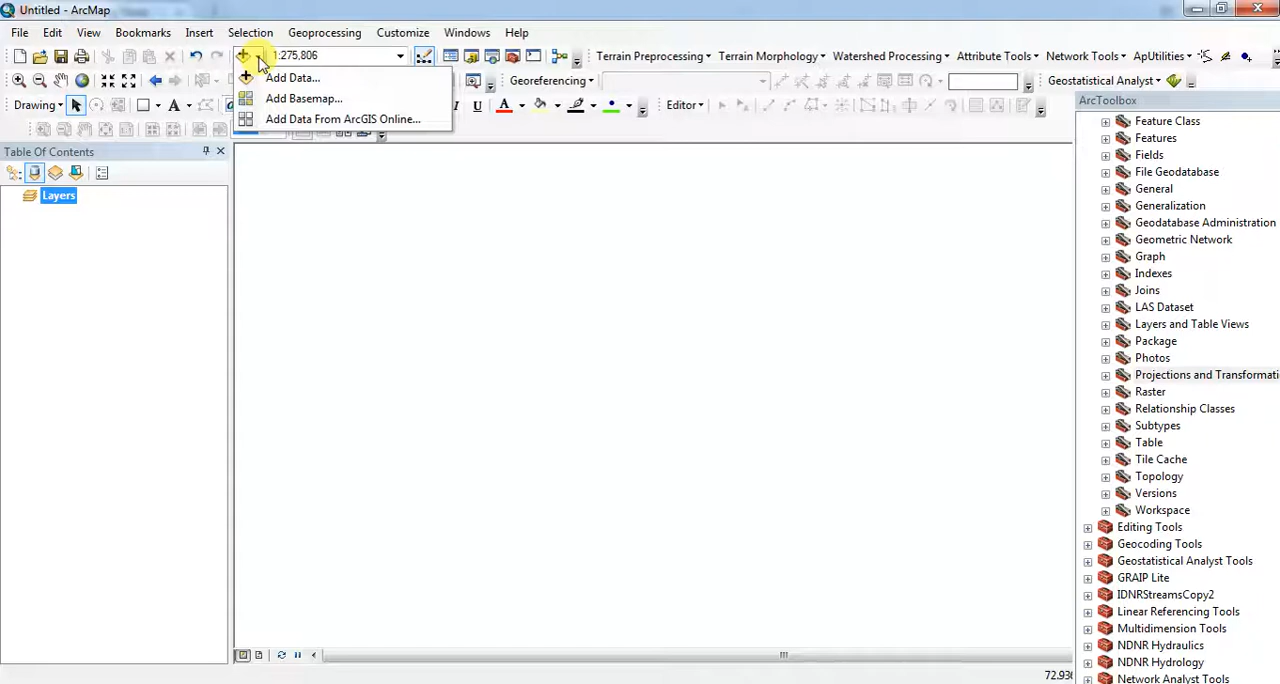 Untitled - ArcMap
File Edit View Bookmarks Insert Selection Geoprocessing Customize Windows Help
:275,806 Terrain Preprocessing Terrain Morphology Watershed Processing Attribute Tools Network Tools ApUtilities
Add Data...
Add Basemap...
Add Data From ArcGIS Online...
Georeferencing Geostatistical Analyst
Drawing A I U A Editor
ArcToolbox
Table Of Contents
Layers
Feature Class
Features
Fields
File Geodatabase
General
Generalization
Geodatabase Administration
Geometric Network
Graph
Indexes
Joins
LAS Dataset
Layers and Table Views
Package
Photos
Projections and Transformati
Raster
Relationship Classes
Subtypes
Table
Tile Cache
Topology
Versions
Workspace
Editing Tools
Geocoding Tools
Geostatistical Analyst Tools
GRAIP Lite
IDNRStreamsCopy2
Linear Referencing Tools
Multidimension Tools
NDNR Hydraulics
NDNR Hydrology
Network Analyst Tools
72.936